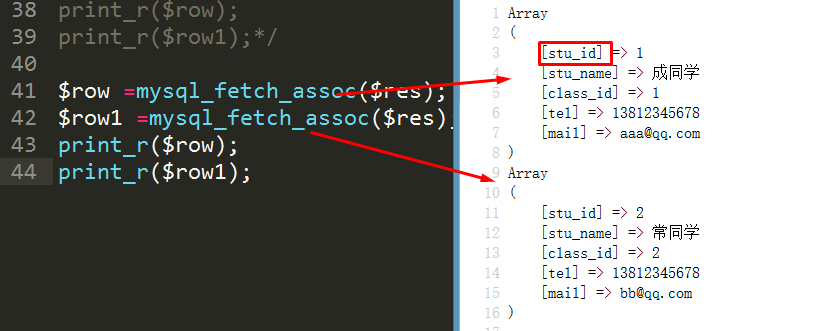 38 print_r($row);
39 print_r($row1);*/
40
41 $row =mysql_fetch_assoc($res);
42 $row1 =mysql_fetch_assoc($res);
43 print_r($row);
44 print_r($row1);
1 Array
2 (
3 [stu_id] => 1
4 [stu_name] => 成同学
5 [class_id] => 1
6 [tel] => 13812345678
7 [mail] => aaa@qq.com
8 )
9 Array
10 (
11 [stu_id] => 2
12 [stu_name] => 常同学
13 [class_id] => 2
14 [tel] => 13812345678
15 [mail] => bb@qq.com
16 )
17